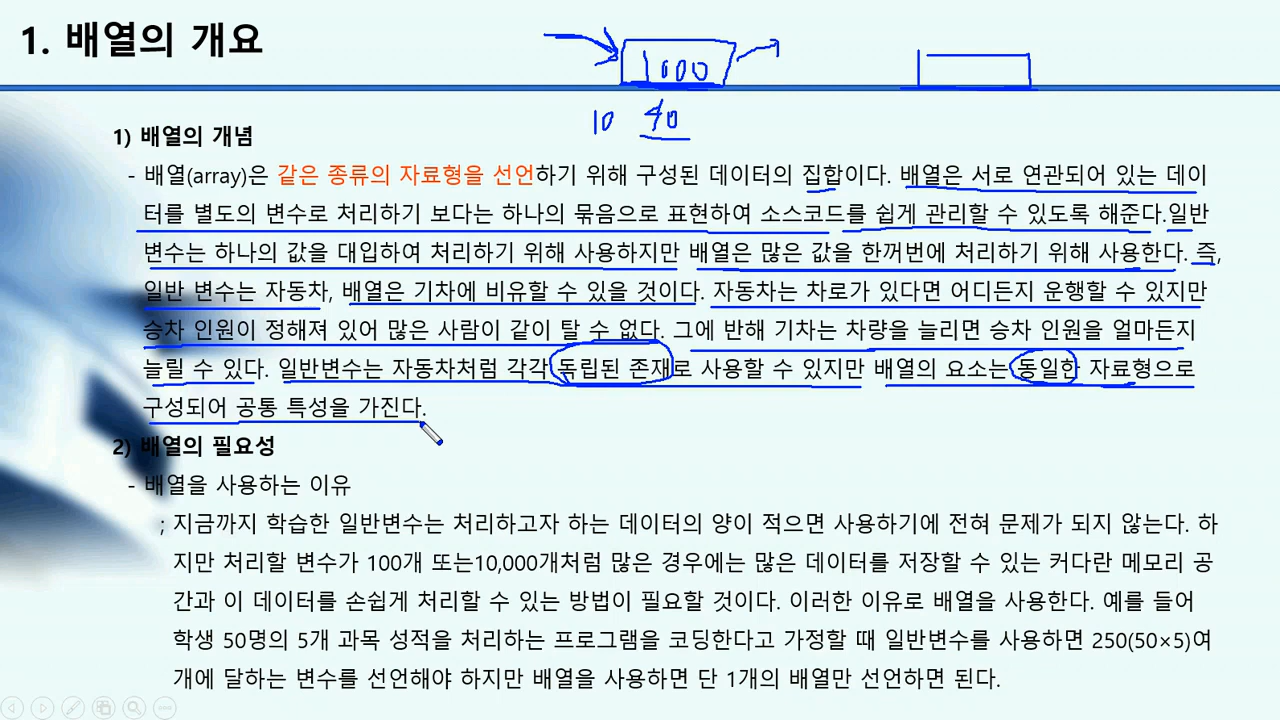 1. 배열의 개요
1000
10 40
1) 배열의 개념
- 배열(array)은 같은 종류의 자료형을 선언하기 위해 구성된 데이터의 집합이다. 배열은 서로 연관되어 있는 데이
터를 별도의 변수로 처리하기 보다는 하나의 묶음으로 표현하여 소스코드를 쉽게 관리할 수 있도록 해준다.일반
변수는 하나의 값을 대입하여 처리하기 위해 사용하지만 배열은 많은 값을 한꺼번에 처리하기 위해 사용한다. 즉,
일반 변수는 자동차, 배열은 기차에 비유할 수 있을 것이다. 자동차는 차로가 있다면 어디든지 운행할 수 있지만
승차 인원이 정해져 있어 많은 사람이 같이 탈 수 없다. 그에 반해 기차는 차량을 늘리면 승차 인원을 얼마든지
늘릴 수 있다. 일반변수는 자동차처럼 각각 독립된 존재로 사용할 수 있지만 배열의 요소는 동일한 자료형으로
구성되어 공통 특성을 가진다.
2) 배열의 필요성
- 배열을 사용하는 이유
; 지금까지 학습한 일반변수는 처리하고자 하는 데이터의 양이 적으면 사용하기에 전혀 문제가 되지 않는다. 하
지만 처리할 변수가 100개 또는10,000개처럼 많은 경우에는 많은 데이터를 저장할 수 있는 커다란 메모리 공
간과 이 데이터를 손쉽게 처리할 수 있는 방법이 필요할 것이다. 이러한 이유로 배열을 사용한다. 예를 들어
학생 50명의 5개 과목 성적을 처리하는 프로그램을 코딩한다고 가정할 때 일반변수를 사용하면 250(50×5)여
개에 달하는 변수를 선언해야 하지만 배열을 사용하면 단 1개의 배열만 선언하면 된다.